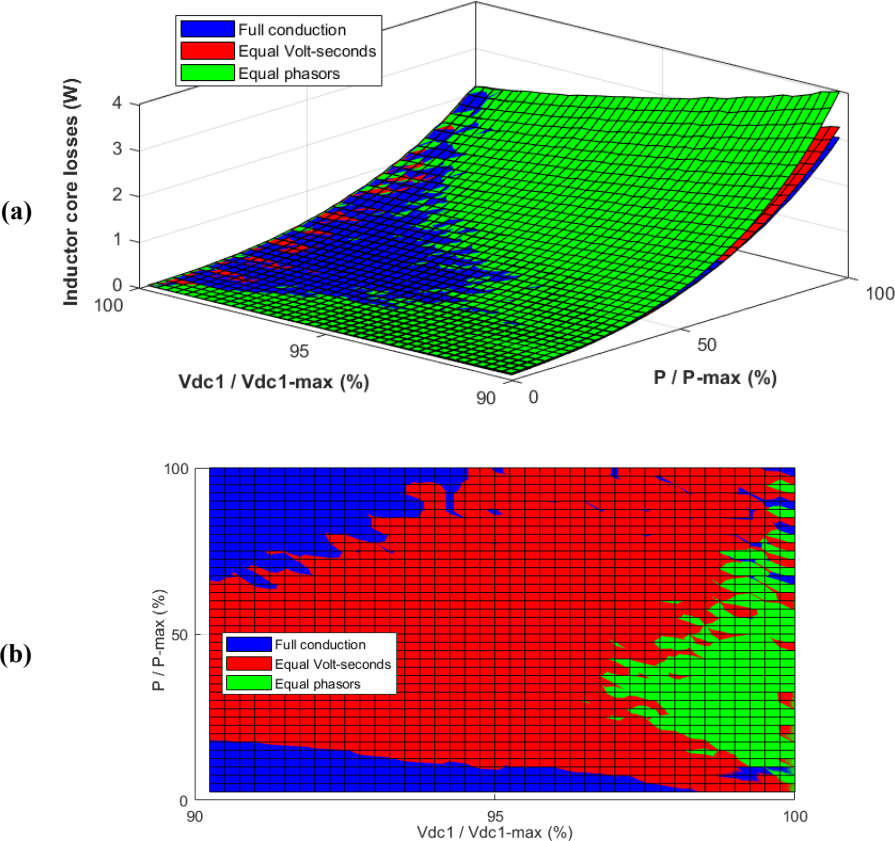 (a)
Full conduction
Equal Volt-seconds
Equal phasors
Inductor core losses (W)
4
3
2
1
0
100
95
90
Vdc1 / Vdc1-max (%)
0
50
100
P / P-max (%)
(b)
100
50
0
P / P-max (%)
Full conduction
Equal Volt-seconds
Equal phasors
90
95
100
Vdc1 / Vdc1-max (%)